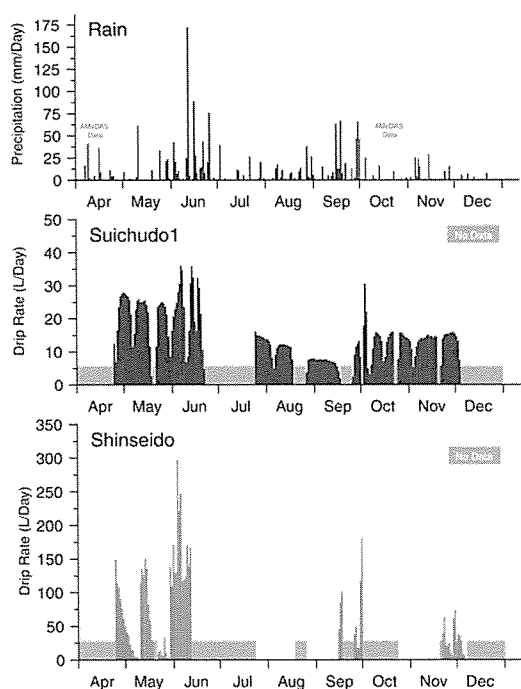 Rain
Precipitation (mm/Day)
175
150
125
100
75
50
25
0
AMeDAS
Data
AMeDAS
Data
Apr May Jun Jul Aug Sep Oct Nov Dec
Suichudo1
No Data
Drip Rate (L/Day)
50
40
30
20
10
0
Apr May Jun Jul Aug Sep Oct Nov Dec
Shinseido
No Data
Drip Rate (L/Day)
350
300
250
200
150
100
50
0
Apr May Jun Jul Aug Sep Oct Nov Dec